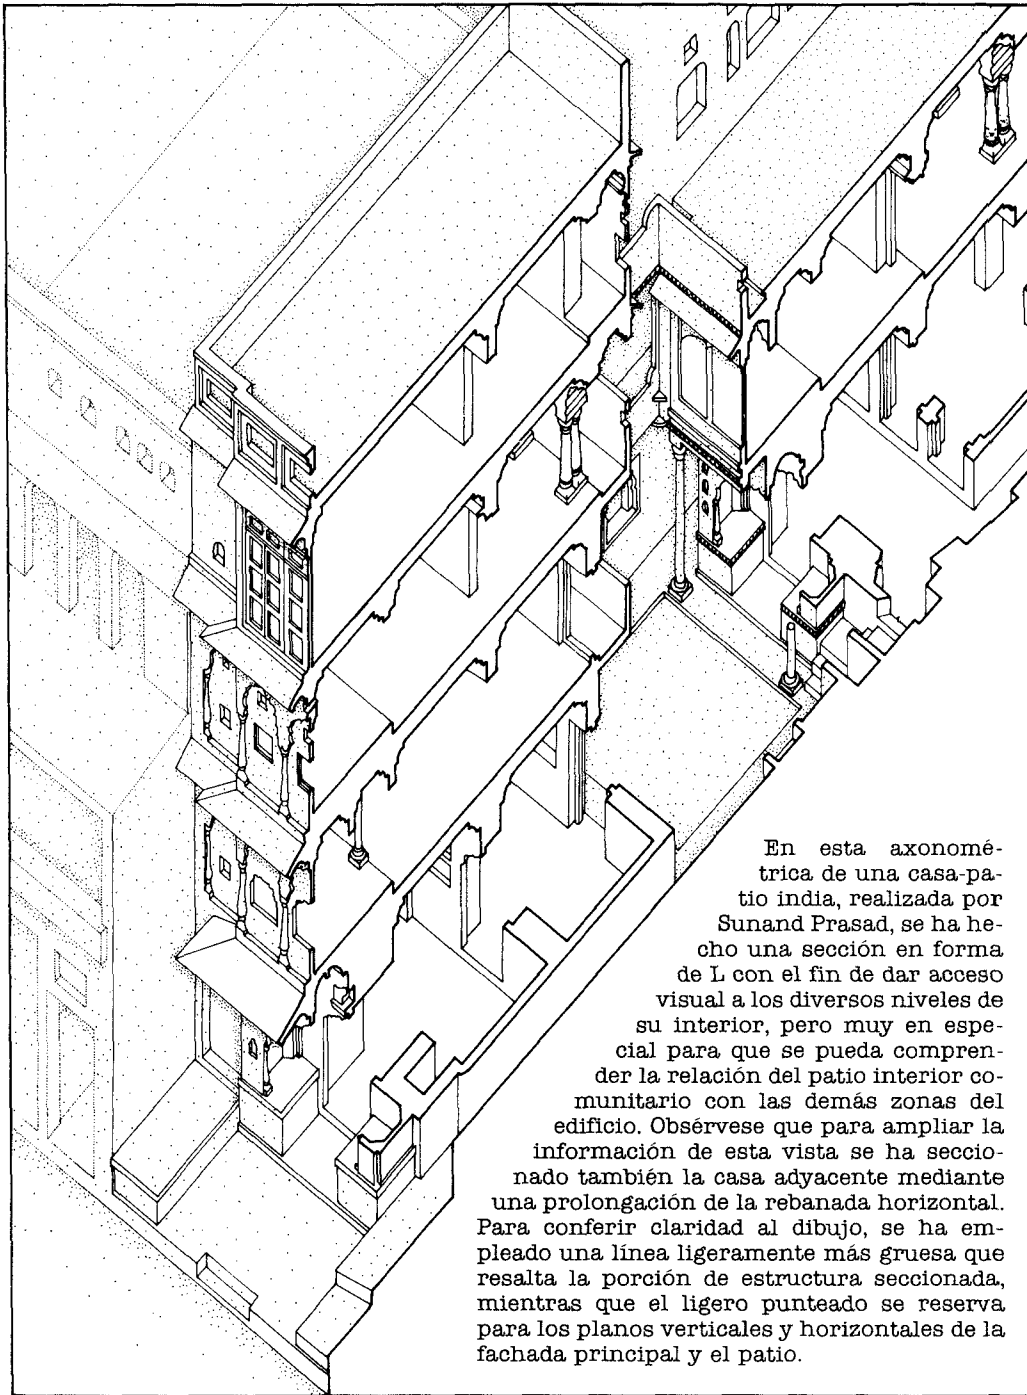 En esta axonomé-
trica de una casa-pa-
tio india, realizada por
Sunand Prasad, se ha he-
cho una sección en forma
de L con el fin de dar acceso
visual a los diversos niveles de
su interior, pero muy en espe-
cial para que se pueda compren-
der la relación del patio interior co-
munitario con las demás zonas del
edificio. Obsérvese que para ampliar la
información de esta vista se ha seccio-
nado también la casa adyacente mediante
una prolongación de la rebanada horizontal.
Para conferir claridad al dibujo, se ha em-
pleado una línea ligeramente más gruesa que
resalta la porción de estructura seccionada,
mientras que el ligero punteado se reserva
para los planos verticales y horizontales de la
fachada principal y el patio.